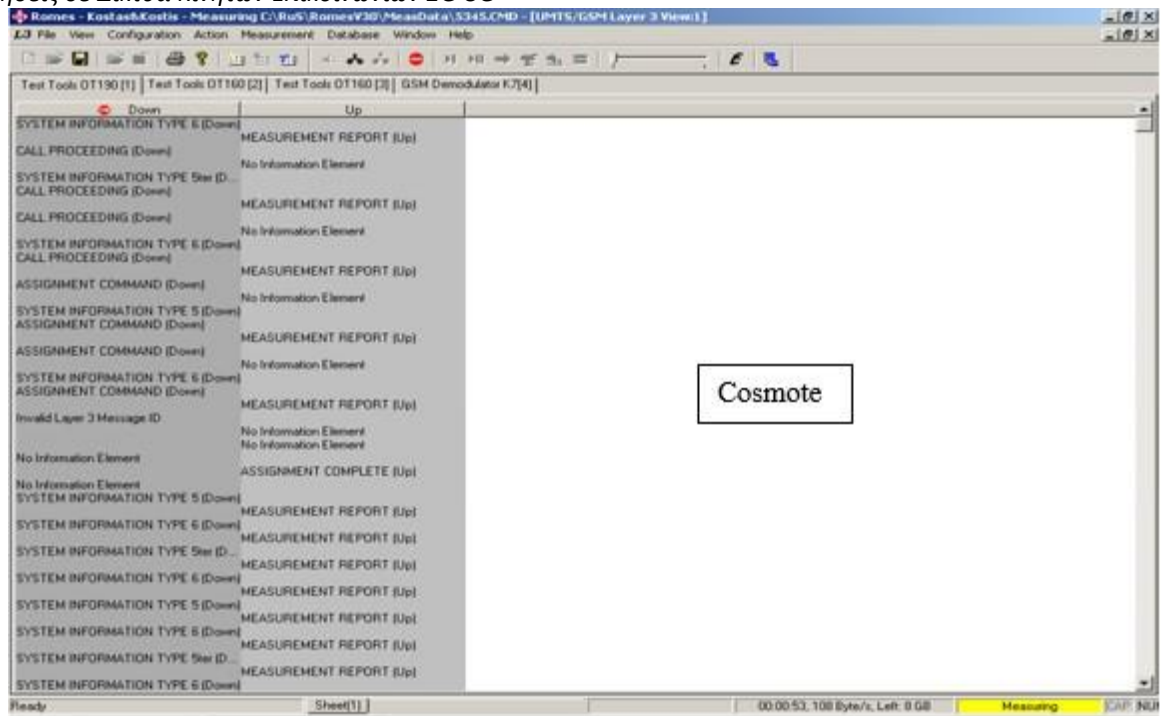 Romes - Kostas&Kostis - Measuring C:\RuS\RomesV30\MeasData\5345.CMD - [UMTS/GSM Layer 3 View:1]
File View Configuration Action Measurement Database Window Help
Test Tools OT190 [1] Test Tools OT160 [2] Test Tools OT160 [3] GSM Demodulator K7[4]
Down Up
SYSTEM INFORMATION TYPE 6 (Down)
MEASUREMENT REPORT (Up)
CALL PROCEEDING (Down)
No Information Element
SYSTEM INFORMATION TYPE 5ter (D...
CALL PROCEEDING (Down)
MEASUREMENT REPORT (Up)
CALL PROCEEDING (Down)
No Information Element
SYSTEM INFORMATION TYPE 6 (Down)
CALL PROCEEDING (Down)
MEASUREMENT REPORT (Up)
ASSIGNMENT COMMAND (Down)
No Information Element
SYSTEM INFORMATION TYPE 5 (Down)
ASSIGNMENT COMMAND (Down)
MEASUREMENT REPORT (Up)
ASSIGNMENT COMMAND (Down)
No Information Element
SYSTEM INFORMATION TYPE 6 (Down)
ASSIGNMENT COMMAND (Down)
MEASUREMENT REPORT (Up)
Invalid Layer 3 Message ID
No Information Element
No Information Element
No Information Element
ASSIGNMENT COMPLETE (Up)
No Information Element
SYSTEM INFORMATION TYPE 5 (Down)
MEASUREMENT REPORT (Up)
SYSTEM INFORMATION TYPE 6 (Down)
MEASUREMENT REPORT (Up)
SYSTEM INFORMATION TYPE 5ter (D...
MEASUREMENT REPORT (Up)
SYSTEM INFORMATION TYPE 6 (Down)
MEASUREMENT REPORT (Up)
SYSTEM INFORMATION TYPE 5 (Down)
MEASUREMENT REPORT (Up)
SYSTEM INFORMATION TYPE 6 (Down)
MEASUREMENT REPORT (Up)
SYSTEM INFORMATION TYPE 5ter (D...
MEASUREMENT REPORT (Up)
SYSTEM INFORMATION TYPE 6 (Down)
Cosmote
Ready Sheet[1] 00:00:53, 108 Byte/s, Left: 0 GB Measuring CAP NU